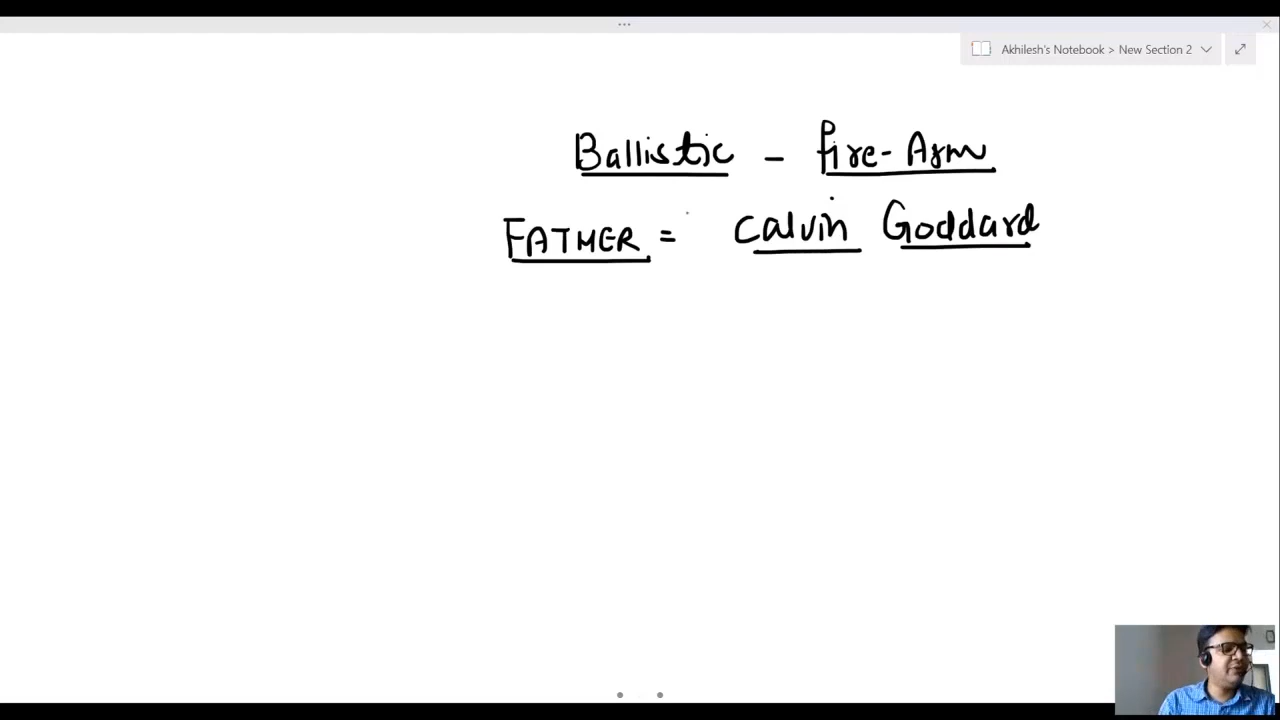 Akhilesh's Notebook > New Section 2
Ballistic - Fire-Arm
FATHER = Calvin Goddard